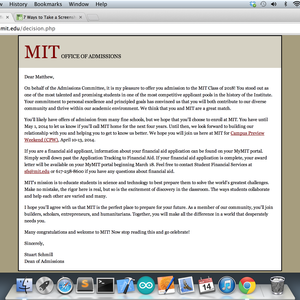 History Bookmarks Window Help
7 Ways to Take a Screensh
mit.edu/decision.php
MIT OFFICE OF ADMISSIONS
Dear Matthew,
On behalf of the Admissions Committee, it is my pleasure to offer you admission to the MIT Class of 2018! You stood out as
one of the most talented and promising students in one of the most competitive applicant pools in the history of the Institute.
Your commitment to personal excellence and principled goals has convinced us that you will both contribute to our diverse
community and thrive within our academic environment. We think that you and MIT are a great match.
You'll likely have offers of admission from many fine schools, but we hope that you'll choose to enroll at MIT. You have until
May 1, 2014 to let us know if you'll call MIT home for the next four years. Until then, we look forward to building our
relationship with you and helping you get to know us better. We hope you will join us here at MIT for Campus Preview
Weekend (CPW), April 10-13, 2014.
If you are a financial aid applicant, information about your financial aid application can be found on your MyMIT portal.
Simply scroll down past the Application Tracking to Financial Aid. If your financial aid application is complete, your award
letter will be available on your MyMIT portal beginning March 18. Feel free to contact Student Financial Services at
sfs@mit.edu or 617-258-8600 if you have any questions about financial aid.
MIT's mission is to educate students in science and technology to best prepare them to solve the world's greatest challenges.
Make no mistake, the rigor here is real, but so is the excitement of discovery in the classroom. The ways students collaborate
and help each other are varied and many.
I hope you'll agree with us that MIT is the perfect place to prepare for your future. As a member of our community, you'll join
builders, scholars, entrepreneurs, and humanitarians. Together, you will make all the difference in a world that desperately
needs you.
Many congratulations and welcome to MIT! Now stop reading this and go celebrate!
Sincerely,
Stuart Schmill
Dean of Admissions
14